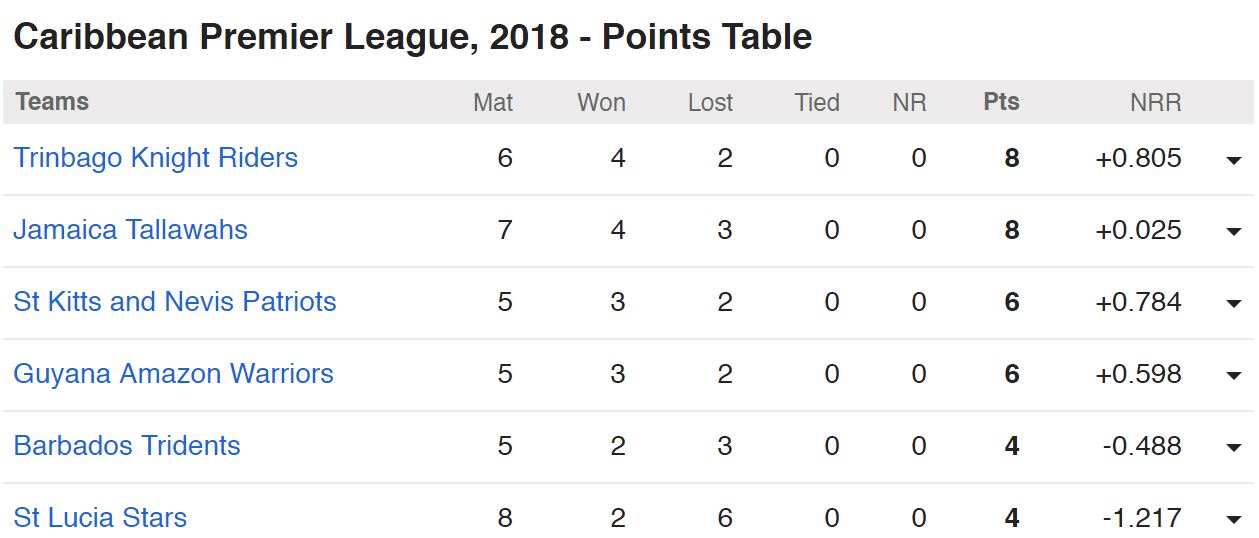 Caribbean Premier League, 2018 - Points Table
Teams Mat Won Lost Tied NR Pts NRR
Trinbago Knight Riders 6 4 2 0 0 8 +0.805
Jamaica Tallawahs 7 4 3 0 0 8 +0.025
St Kitts and Nevis Patriots 5 3 2 0 0 6 +0.784
Guyana Amazon Warriors 5 3 2 0 0 6 +0.598
Barbados Tridents 5 2 3 0 0 4 -0.488
St Lucia Stars 8 2 6 0 0 4 -1.217